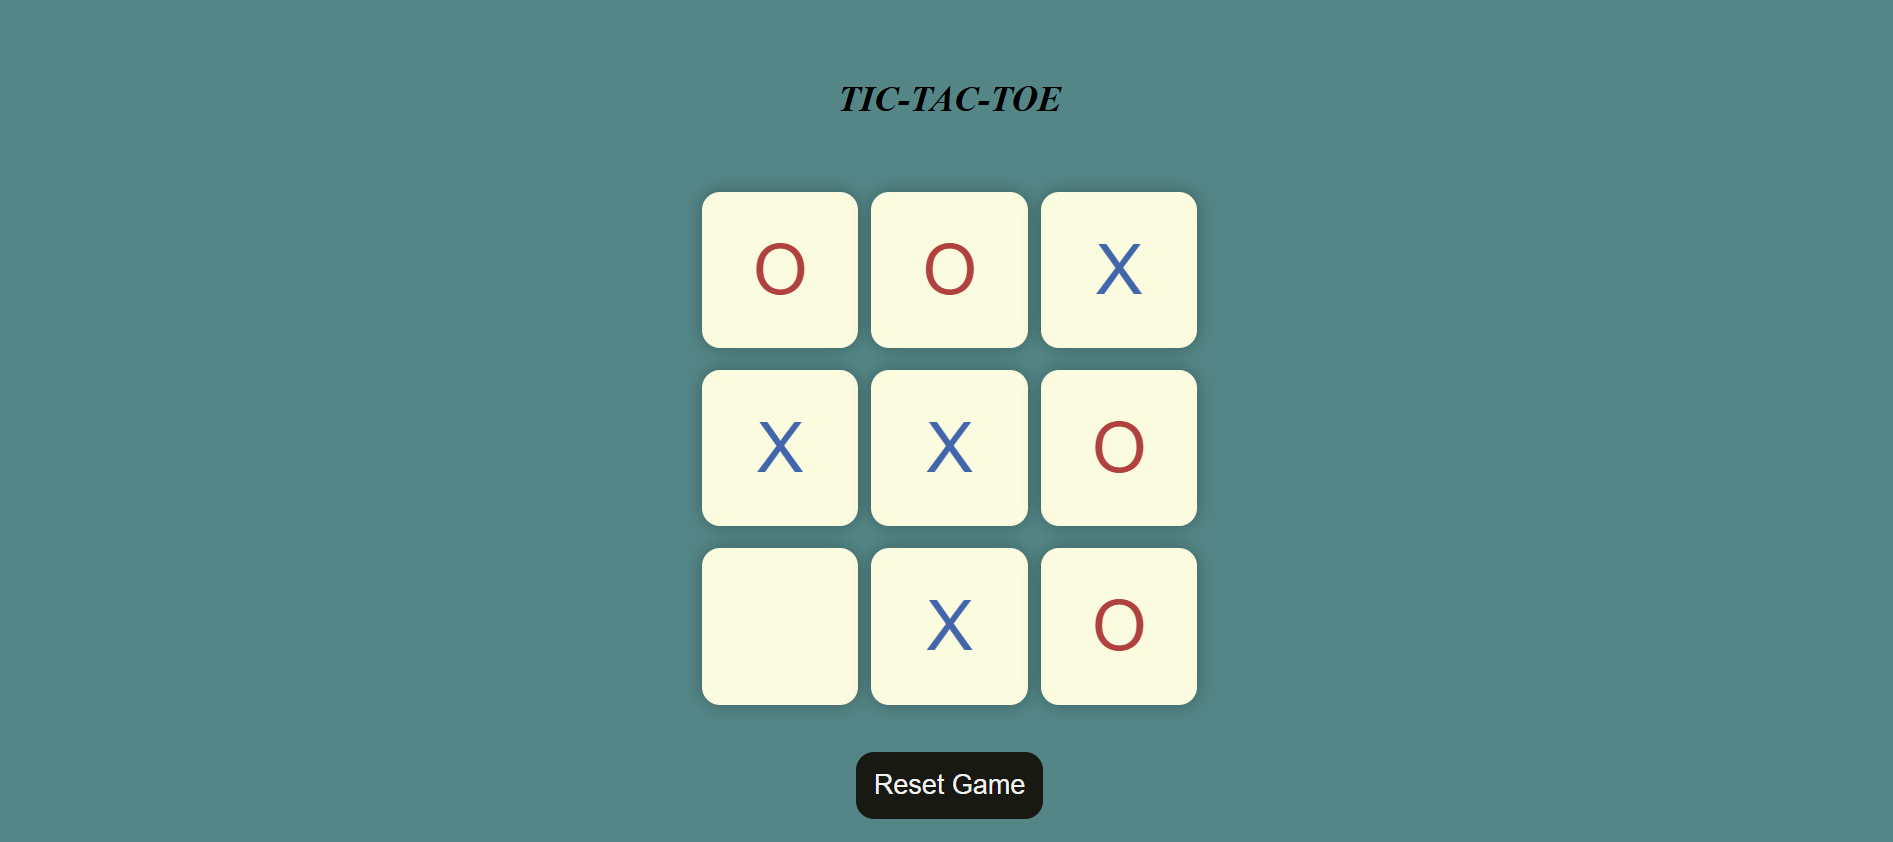 TIC-TAC-TOE
O O X
X X O
X O
Reset Game